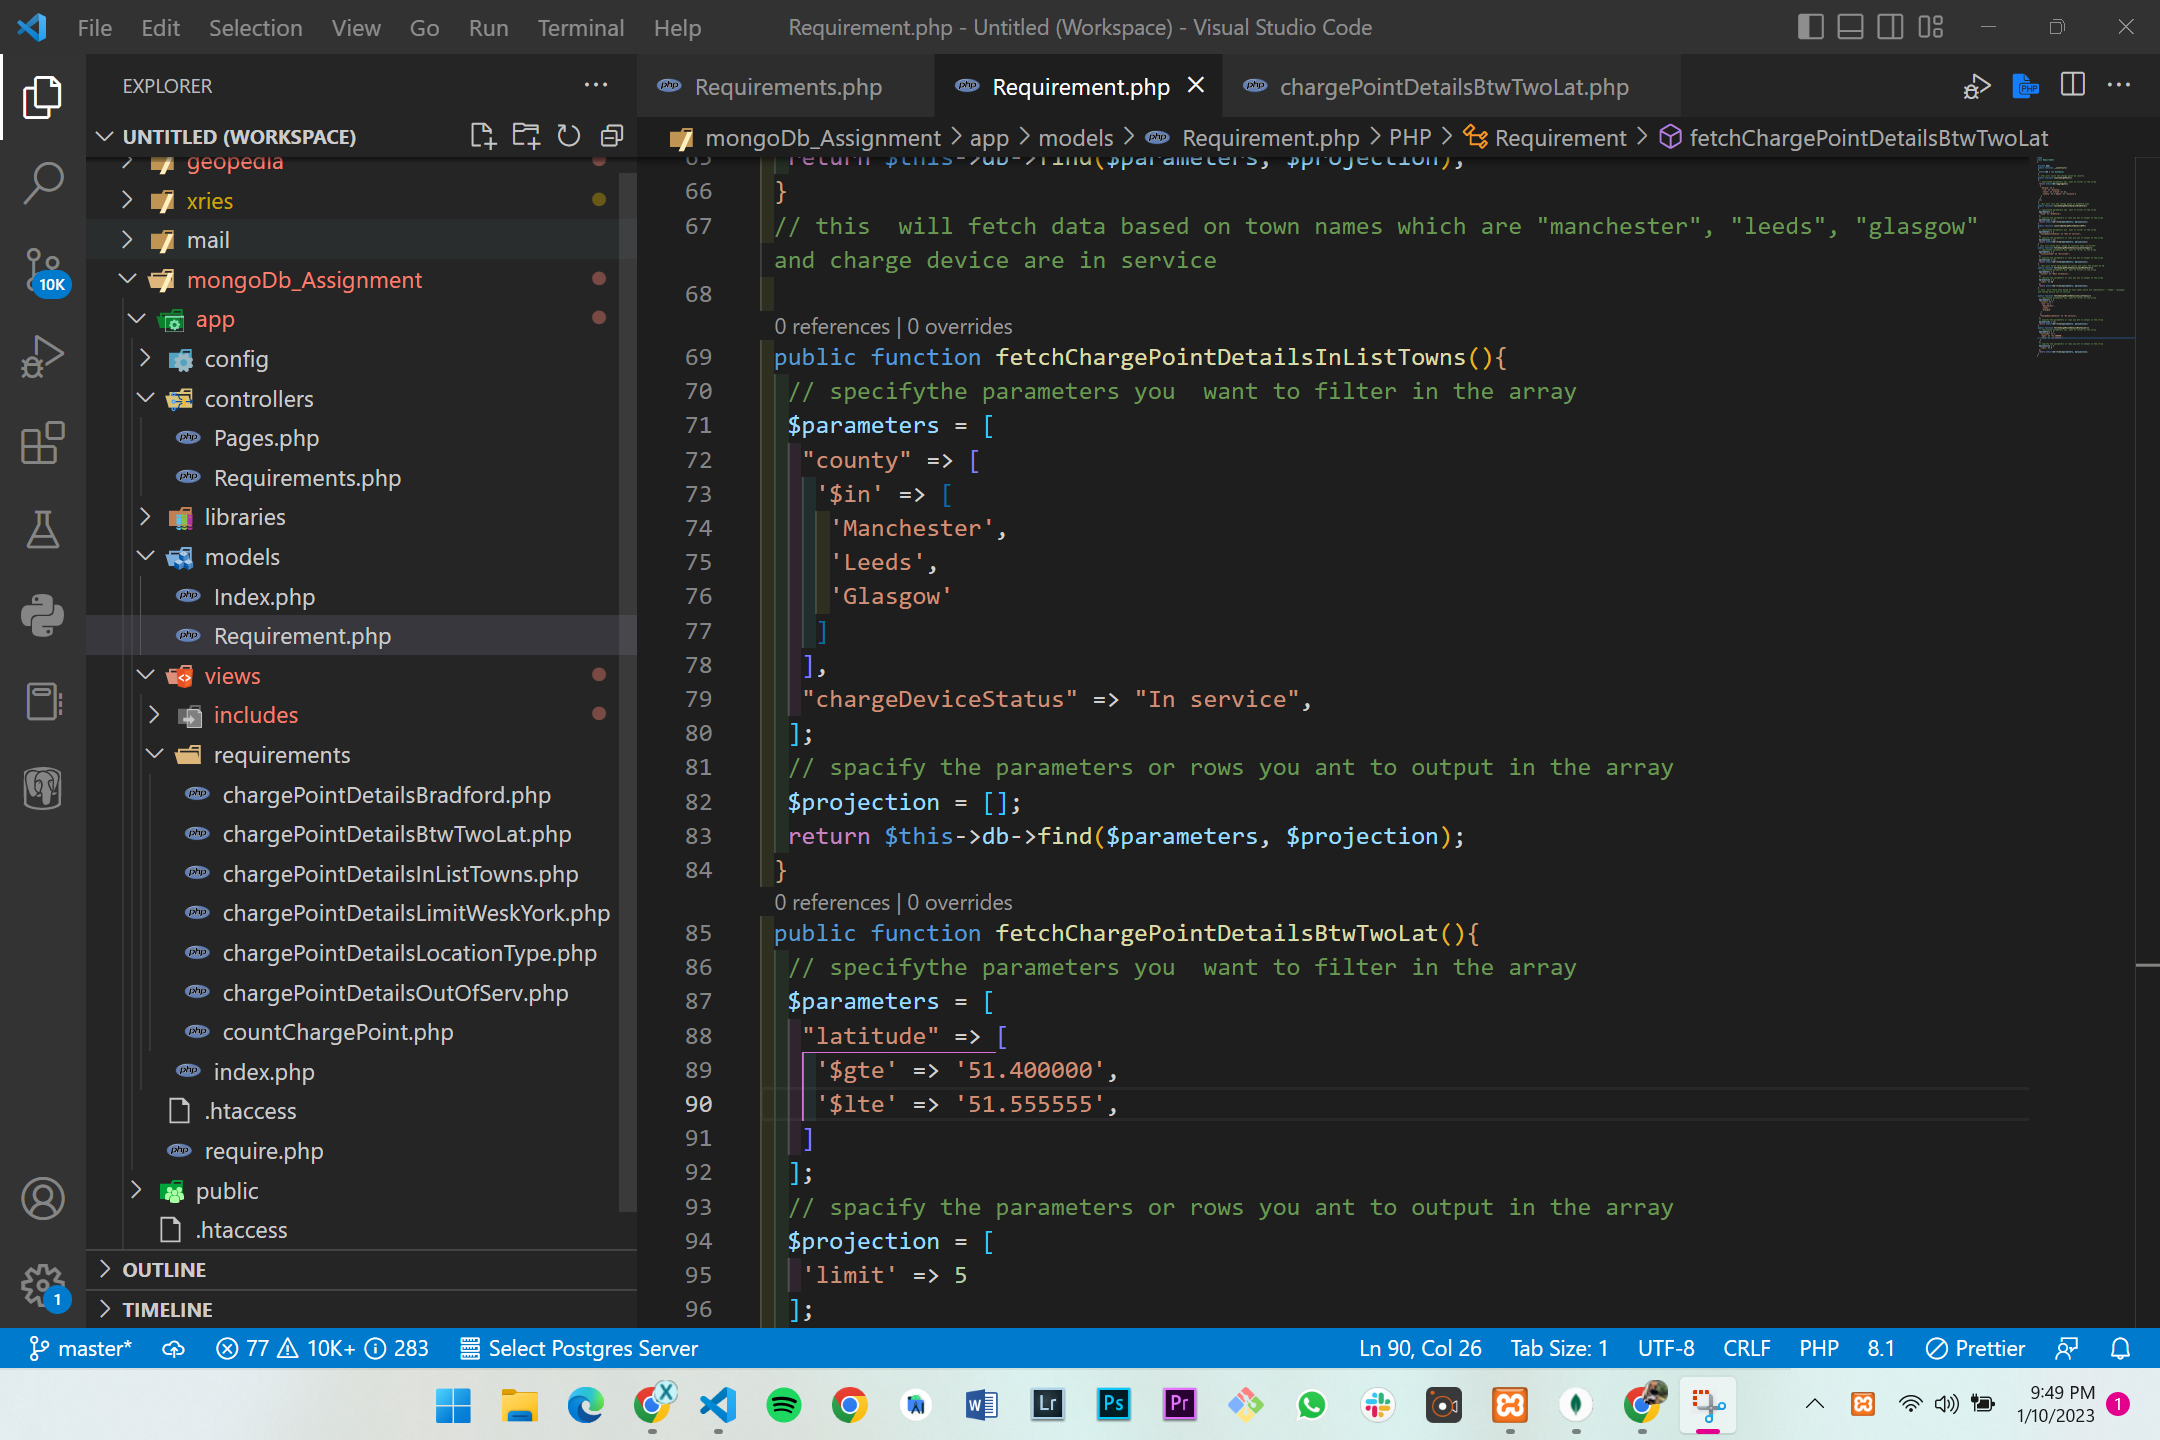 File Edit Selection View Go Run Terminal Help
Requirement.php - Untitled (Workspace) - Visual Studio Code
EXPLORER
UNTITLED (WORKSPACE)
geopedia
xries
mail
mongoDb_Assignment
app
config
controllers
Pages.php
Requirements.php
libraries
models
Index.php
Requirement.php
views
includes
requirements
chargePointDetailsBradford.php
chargePointDetailsBtwTwoLat.php
chargePointDetailsInListTowns.php
chargePointDetailsLimitWeskYork.php
chargePointDetailsLocationType.php
chargePointDetailsOutOfServ.php
countChargePoint.php
index.php
.htaccess
require.php
public
.htaccess
OUTLINE
TIMELINE
10K
1
Requirements.php Requirement.php chargePointDetailsBtwTwoLat.php
mongoDb_Assignment > app > models > Requirement.php > PHP > Requirement > fetchChargePointDetailsBtwTwoLat
65 return $this->db->find($parameters, $projection);
66 }
67 // this  will fetch data based on town names which are "manchester", "leeds", "glasgow"
and charge device are in service
68
0 references | 0 overrides
69 public function fetchChargePointDetailsInListTowns(){
70 // specifythe parameters you  want to filter in the array
71 $parameters = [
72 "county" => [
73 '$in' => [
74 'Manchester',
75 'Leeds',
76 'Glasgow'
77 ]
78 ],
79 "chargeDeviceStatus" => "In service",
80 ];
81 // spacify the parameters or rows you ant to output in the array
82 $projection = [];
83 return $this->db->find($parameters, $projection);
84 }
0 references | 0 overrides
85 public function fetchChargePointDetailsBtwTwoLat(){
86 // specifythe parameters you  want to filter in the array
87 $parameters = [
88 "latitude" => [
89 '$gte' => '51.400000',
90 '$lte' => '51.555555',
91 ]
92 ];
93 // spacify the parameters or rows you ant to output in the array
94 $projection = [
95 'limit' => 5
96 ];
master* 77 10K+ 283 Select Postgres Server Ln 90, Col 26 Tab Size: 1 UTF-8 CRLF PHP 8.1 Prettier
9:49 PM
1/10/2023
1